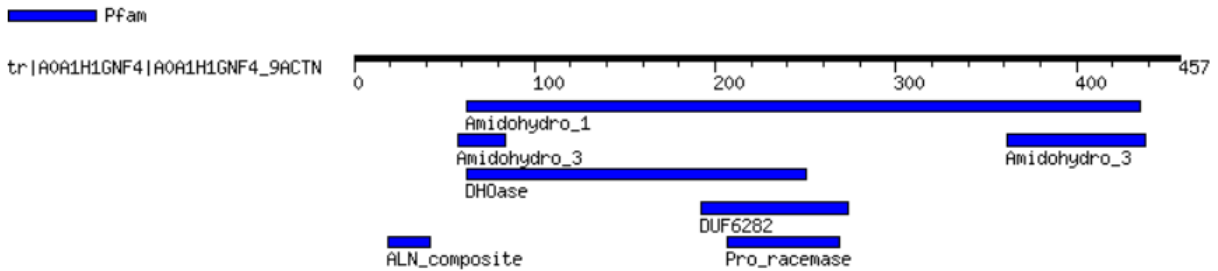 Pfam
tr|A0A1H1GNF4|A0A1H1GNF4_9ACTN
0 100 200 300 400 457
Amidohydro_1
Amidohydro_3 Amidohydro_3
DHOase
DUF6282
ALN_composite Pro_racemase